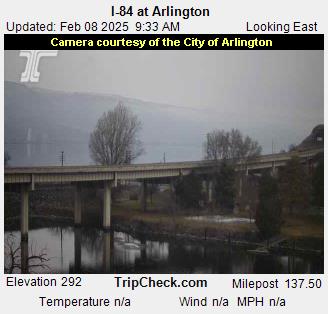 I-84 at Arlington
Updated: Feb 08 2025 9:33 AM Looking East
Camera courtesy of the City of Arlington
Elevation 292 TripCheck.com Milepost 137.50
Temperature n/a Wind n/a MPH n/a